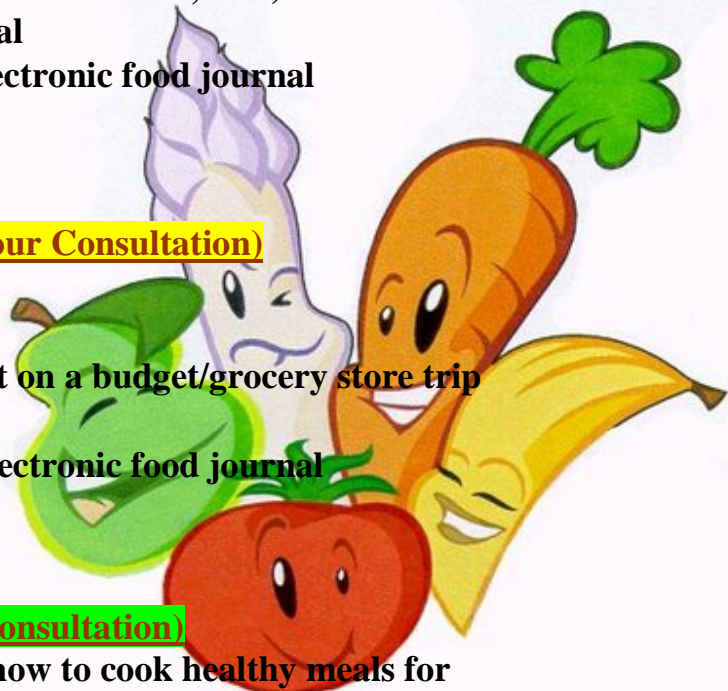 al
ectronic food journal
our Consultation)
t on a budget/grocery store trip
ectronic food journal
onsultation)
now to cook healthy meals for